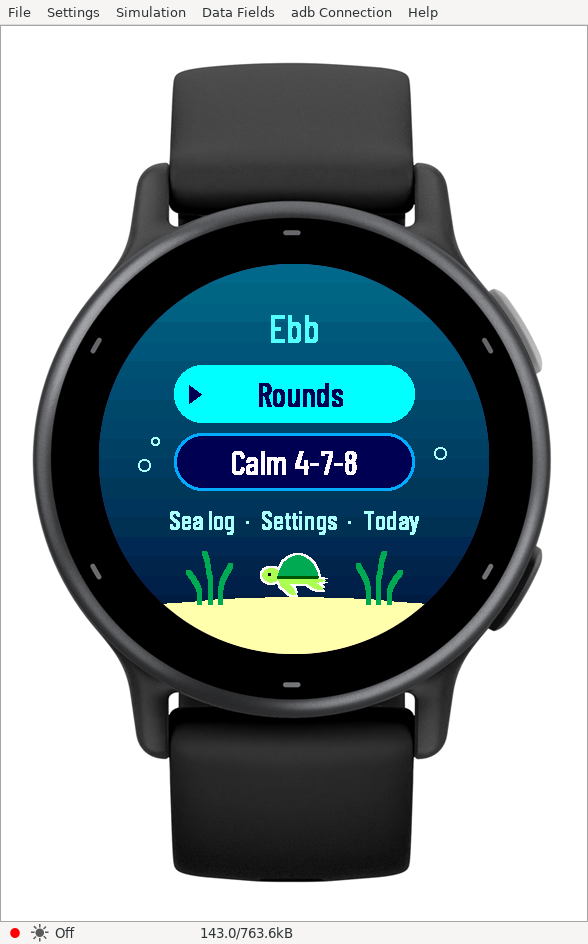 File Settings Simulation Data Fields adb Connection Help
Ebb
Rounds
Calm 4-7-8
Sea log · Settings · Today
Off 143.0/763.6kB